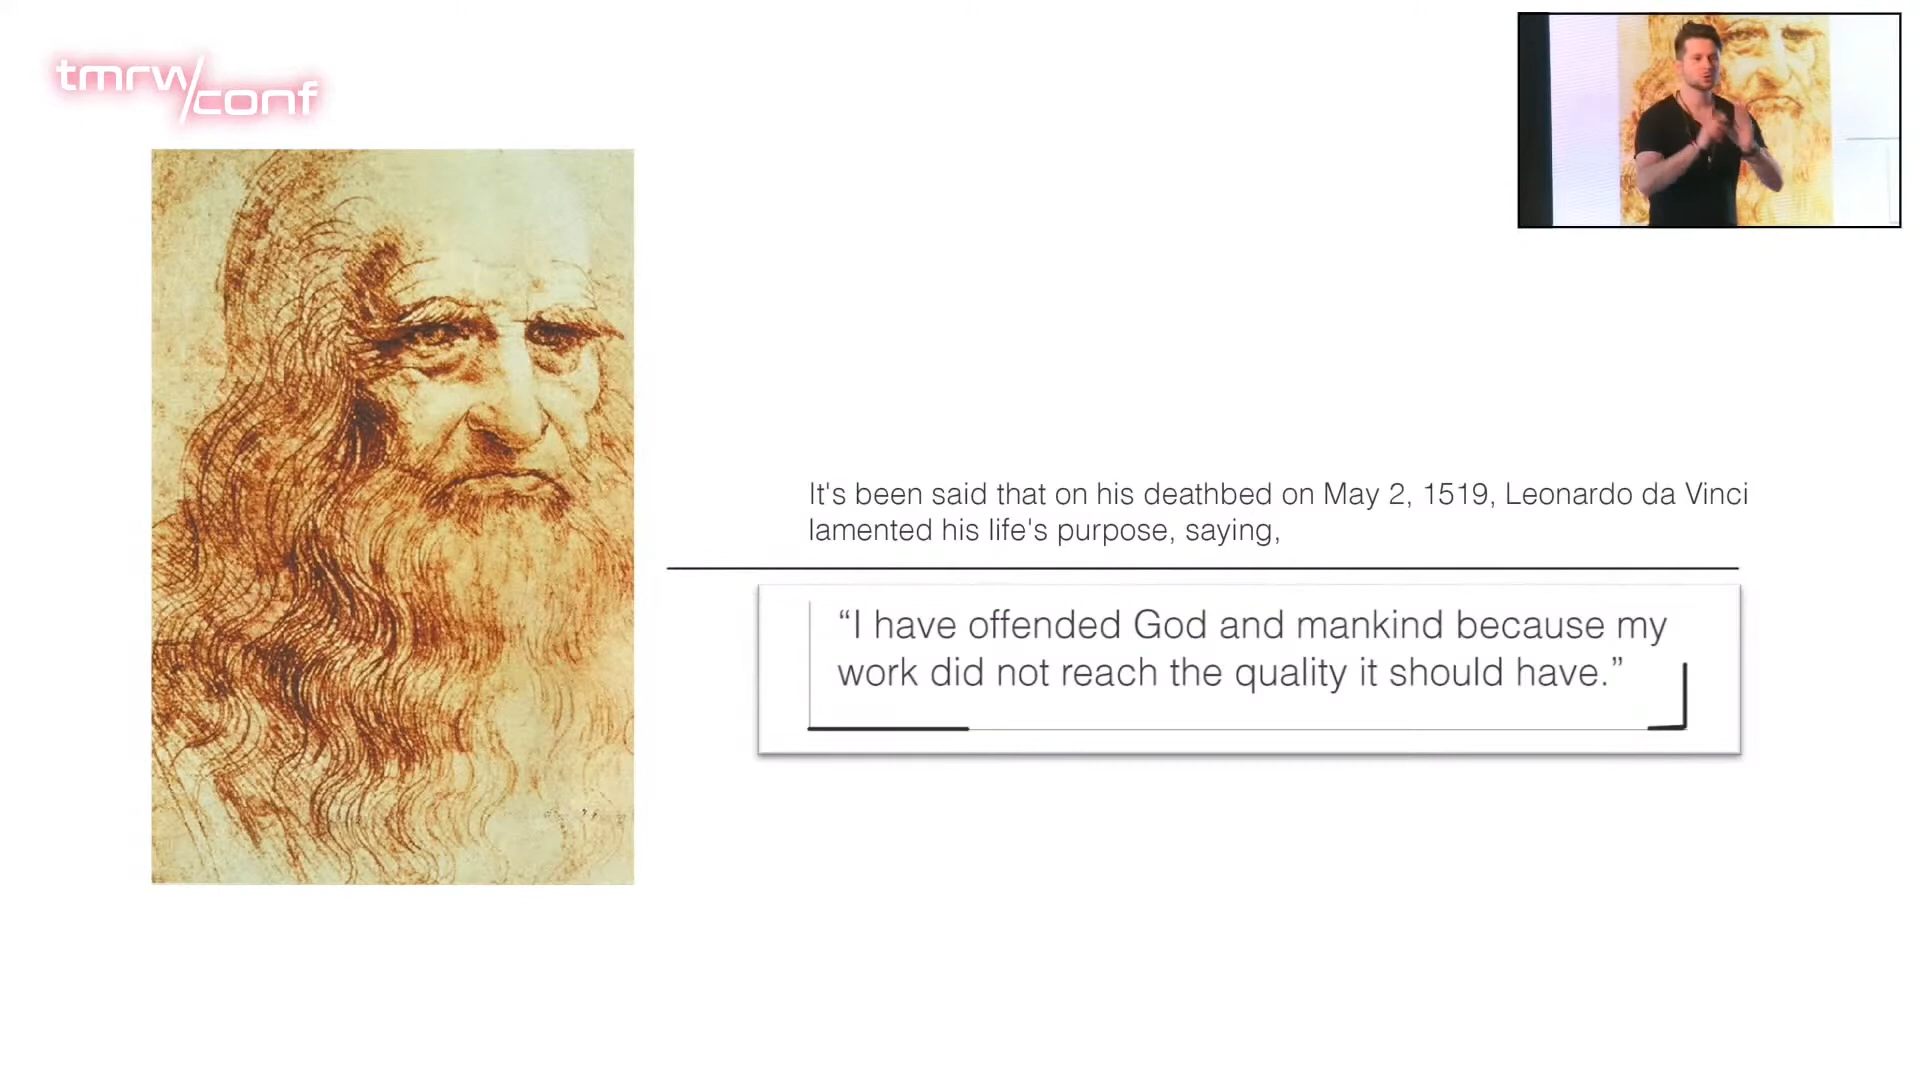 tmrw/conf
It's been said that on his deathbed on May 2, 1519, Leonardo da Vinci
lamented his life's purpose, saying,
“I have offended God and mankind because my
work did not reach the quality it should have.”